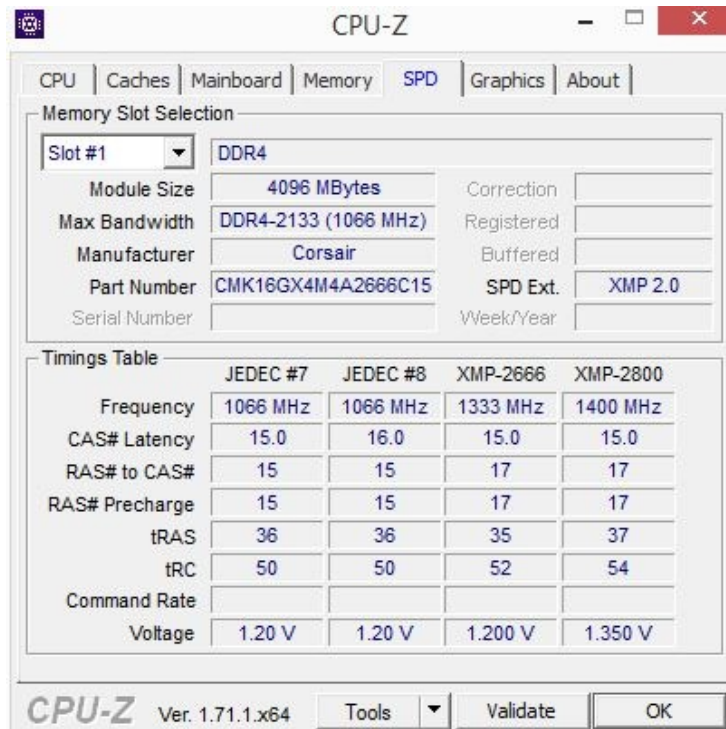 CPU-Z
CPU Caches Mainboard Memory SPD Graphics About
Memory Slot Selection
Slot #1 DDR4
Module Size 4096 MBytes Correction
Max Bandwidth DDR4-2133 (1066 MHz) Registered
Manufacturer Corsair Buffered
Part Number CMK16GX4M4A2666C15 SPD Ext. XMP 2.0
Serial Number Week/Year
Timings Table
JEDEC #7 JEDEC #8 XMP-2666 XMP-2800
Frequency 1066 MHz 1066 MHz 1333 MHz 1400 MHz
CAS# Latency 15.0 16.0 15.0 15.0
RAS# to CAS# 15 15 17 17
RAS# Precharge 15 15 17 17
tRAS 36 36 35 37
tRC 50 50 52 54
Command Rate
Voltage 1.20 V 1.20 V 1.200 V 1.350 V
CPU-Z Ver. 1.71.1.x64 Tools Validate OK